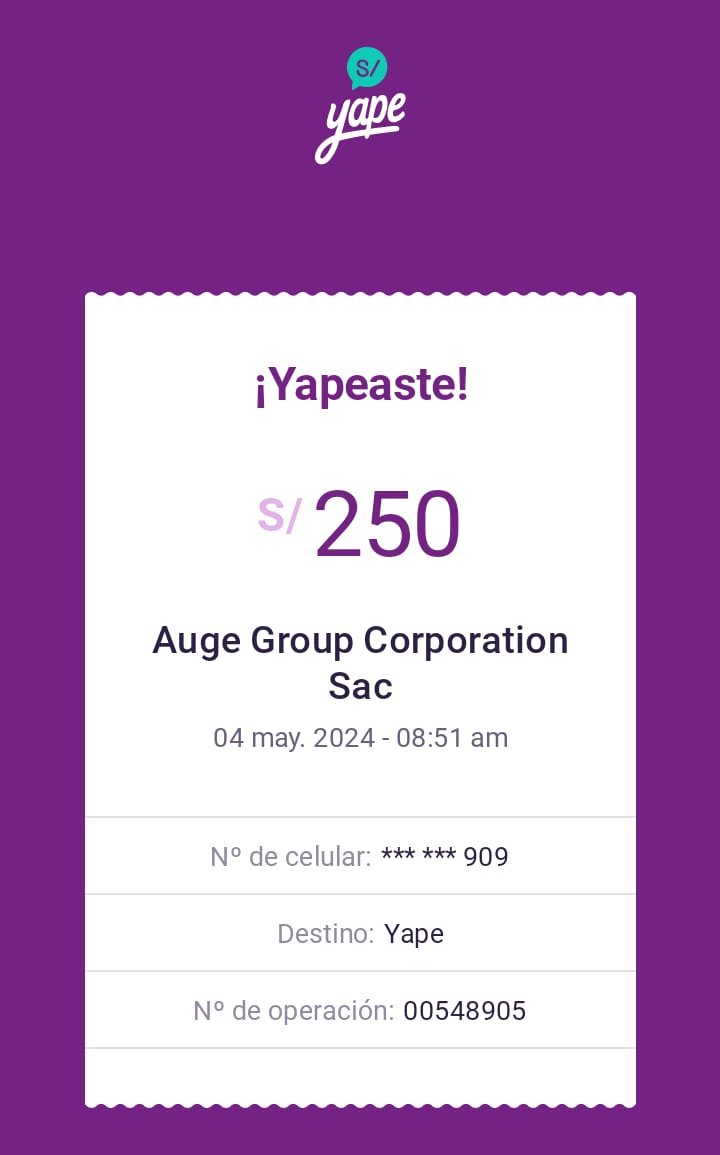 S/
yape
¡Yapeaste!
S/ 250
Auge Group Corporation
Sac
04 may. 2024 - 08:51 am
Nº de celular: *** *** 909
Destino: Yape
Nº de operación: 00548905